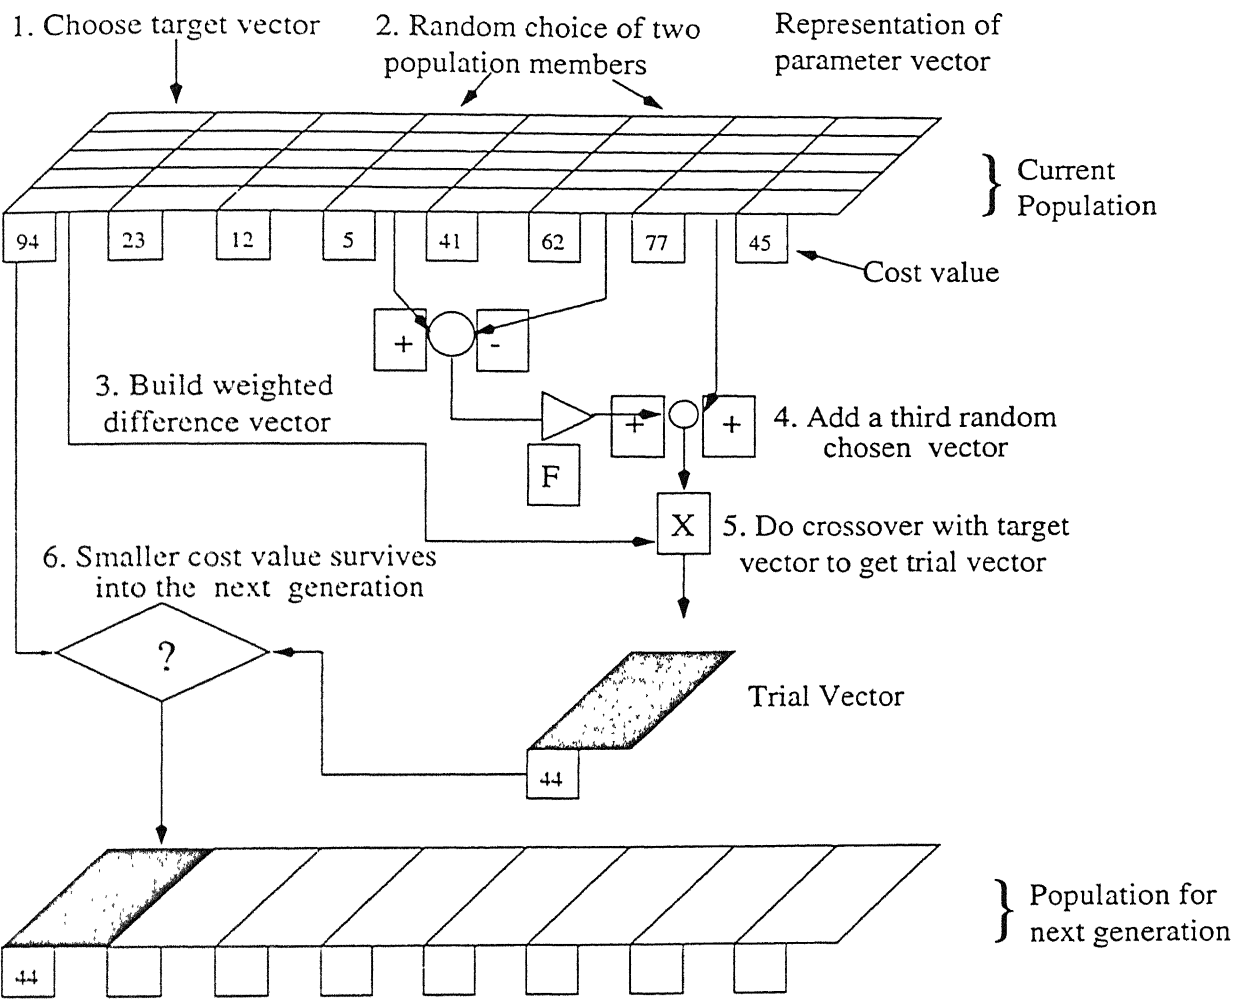 1. Choose target vector
2. Random choice of two
population members
Representation of
parameter vector
} Current
Population
94 23 12 5 41 62 77 45
Cost value
+ -
3. Build weighted
difference vector
+ +
4. Add a third random
chosen vector
F
X
5. Do crossover with target
vector to get trial vector
6. Smaller cost value survives
into the next generation
?
Trial Vector
44
} Population for
next generation
44